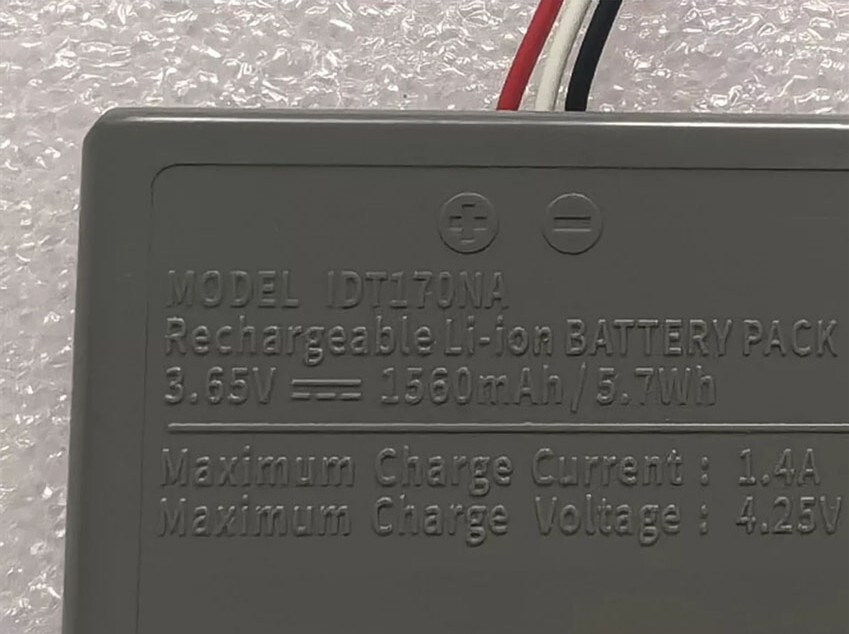 + −
MODEL IDT170NA
Rechargeable Li-ion BATTERY PACK
3.65V ⎓ 1560mAh/5.7Wh
Maximum Charge Current : 1.4A
Maximum Charge Voltage : 4.25V